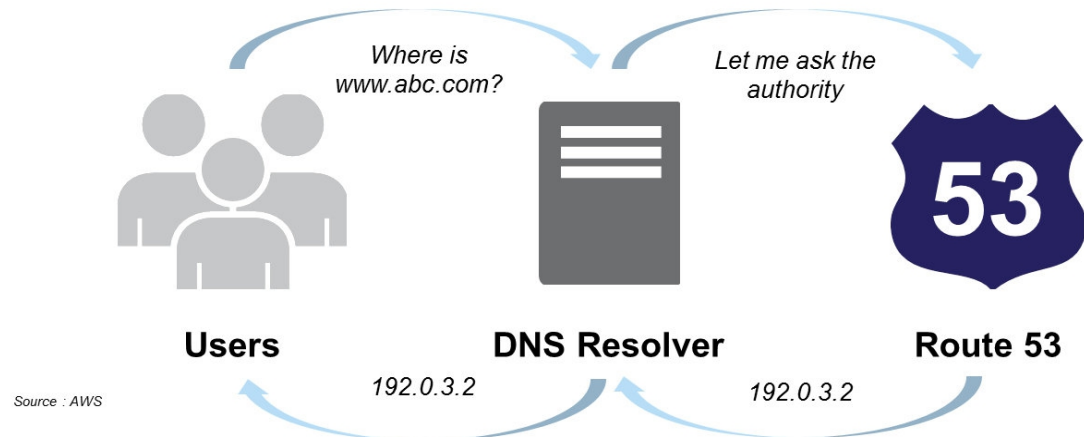 Where is
www.abc.com?
Let me ask the
authority
53
Users
DNS Resolver
Route 53
192.0.3.2
192.0.3.2
Source : AWS